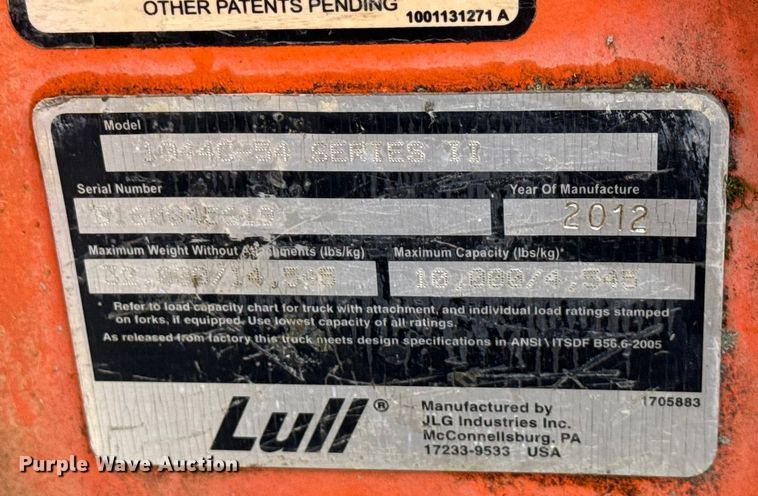 OTHER PATENTS PENDING
1001131271 A
Model
1044C-54 SERIES II
Serial Number
Year Of Manufacture
2012
Maximum Weight Without Attachments (lbs/kg)
Maximum Capacity (lbs/kg)*
10,000/4,545
Refer to load capacity chart for truck with attachment, and individual load ratings stamped
on forks, if equipped. Use lowest capacity of all ratings.
As released from factory this truck meets design specifications in ANSI \ ITSDF B56.6-2005
1705883
Lull®
Manufactured by
JLG Industries Inc.
McConnellsburg, PA
17233-9533 USA
Purple Wave Auction